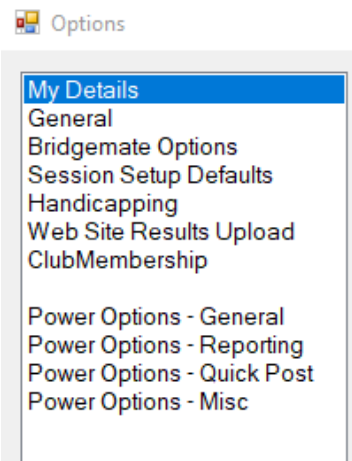 Options
My Details
General
Bridgemate Options
Session Setup Defaults
Handicapping
Web Site Results Upload
ClubMembership
Power Options - General
Power Options - Reporting
Power Options - Quick Post
Power Options - Misc